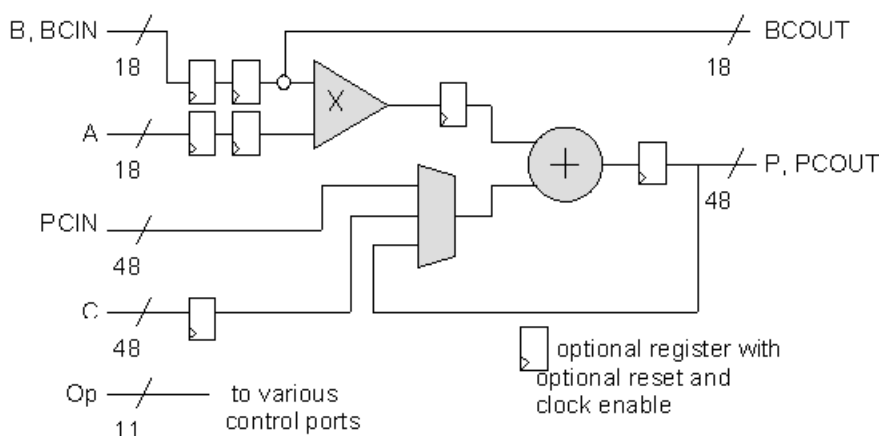 B, BCIN
18
BCOUT
18
X
A
18
+
P, PCOUT
48
PCIN
48
C
48
optional register with
optional reset and
clock enable
Op
11
to various
control ports